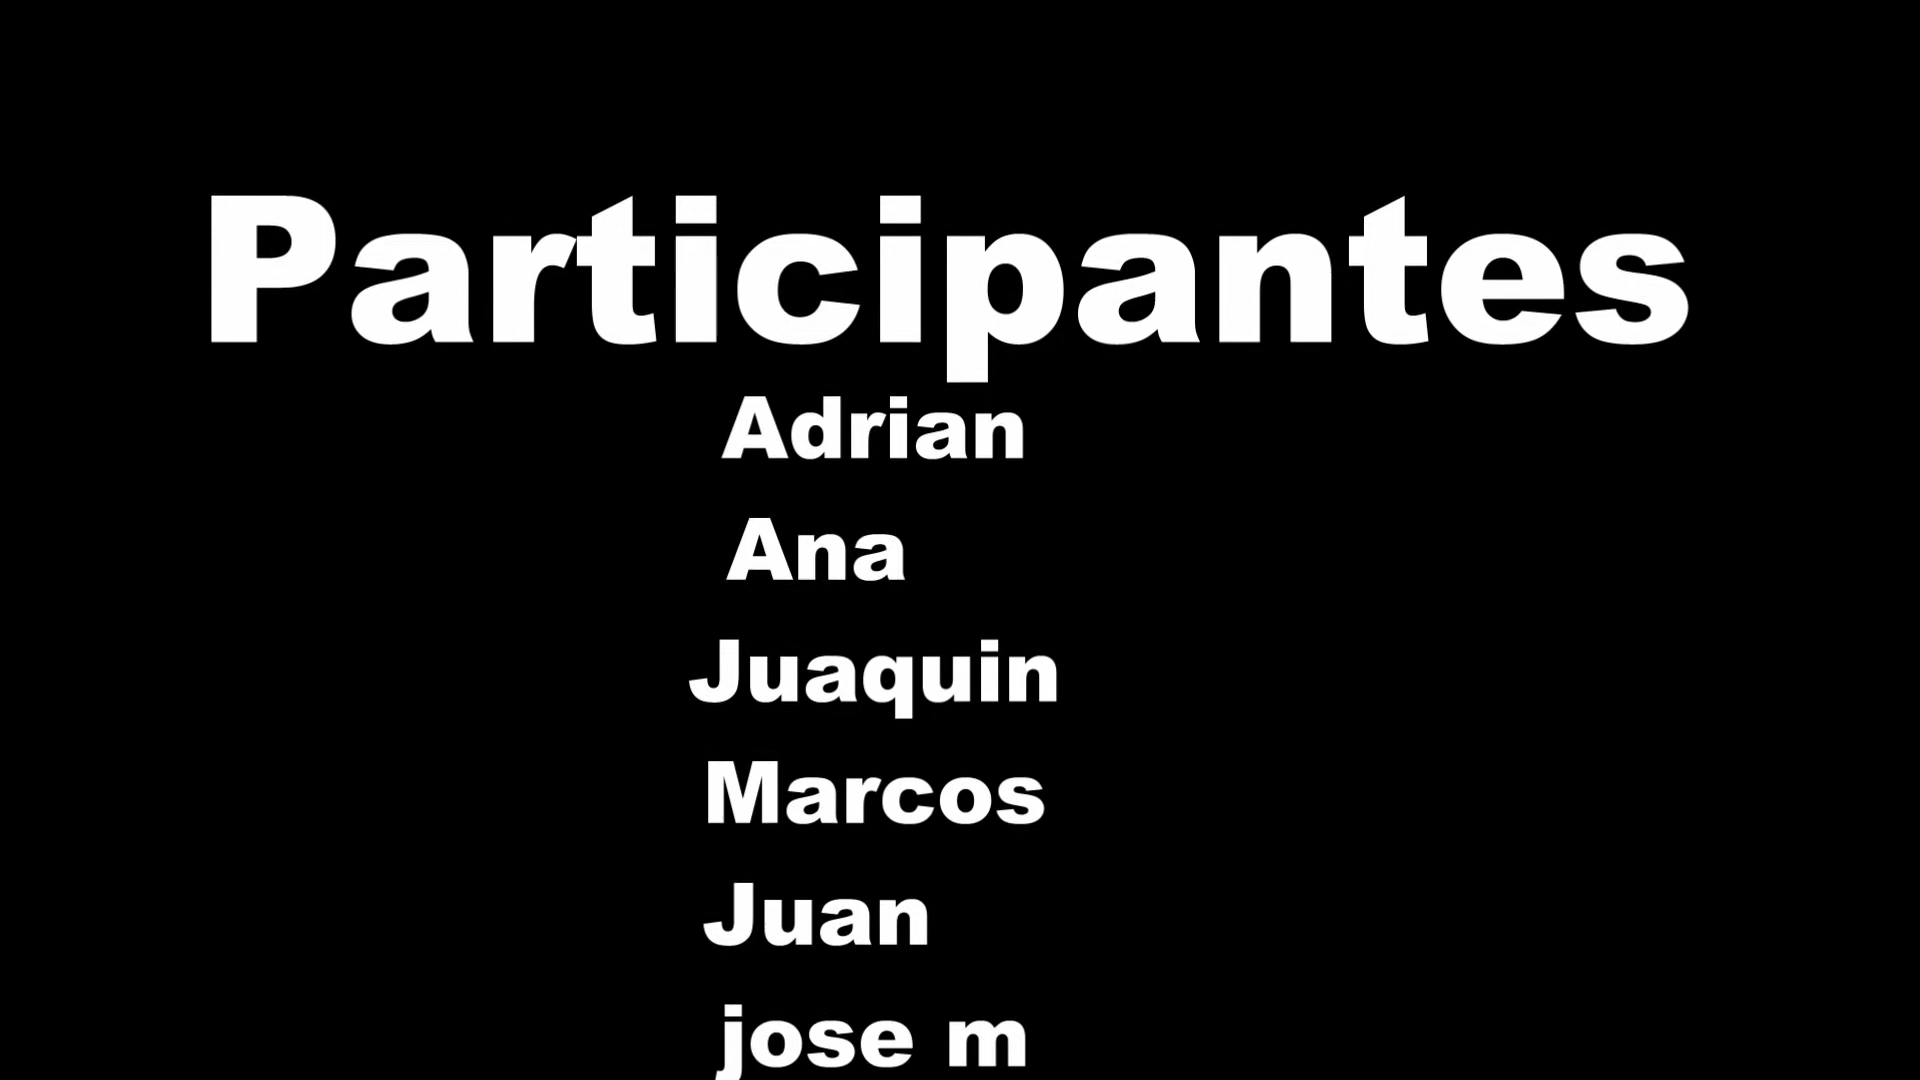 Participantes
Adrian
Ana
Juaquin
Marcos
Juan
jose m